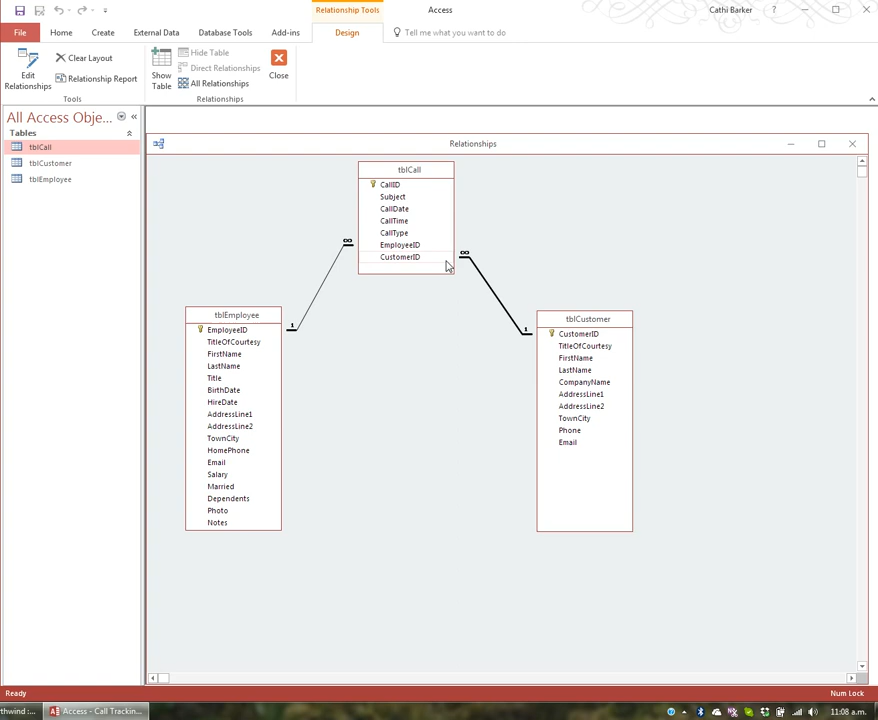 Relationship Tools
Access
Cathi Barker
?
File
Home
Create
External Data
Database Tools
Add-ins
Design
Tell me what you want to do
Edit
Relationships
Clear Layout
Relationship Report
Tools
Show
Table
Hide Table
Direct Relationships
All Relationships
Relationships
Close
All Access Obje...
Tables
tblCall
tblCustomer
tblEmployee
Relationships
tblCall
CallID
Subject
CallDate
CallTime
CallType
EmployeeID
CustomerID
∞
∞
1
1
tblEmployee
EmployeeID
TitleOfCourtesy
FirstName
LastName
Title
BirthDate
HireDate
AddressLine1
AddressLine2
TownCity
HomePhone
Email
Salary
Married
Dependents
Photo
Notes
tblCustomer
CustomerID
TitleOfCourtesy
FirstName
LastName
CompanyName
AddressLine1
AddressLine2
TownCity
Phone
Email
Ready
Num Lock
thwind :...
Access - Call Trackin...
11:08 a.m.